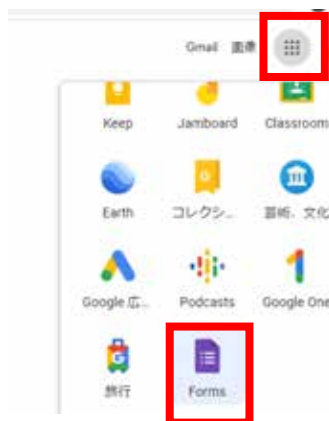 Gmail 画像
Keep Jamboard Classroom
Earth コレクシ... 芸術、文化
Google 広... Podcasts Google One
旅行 Forms